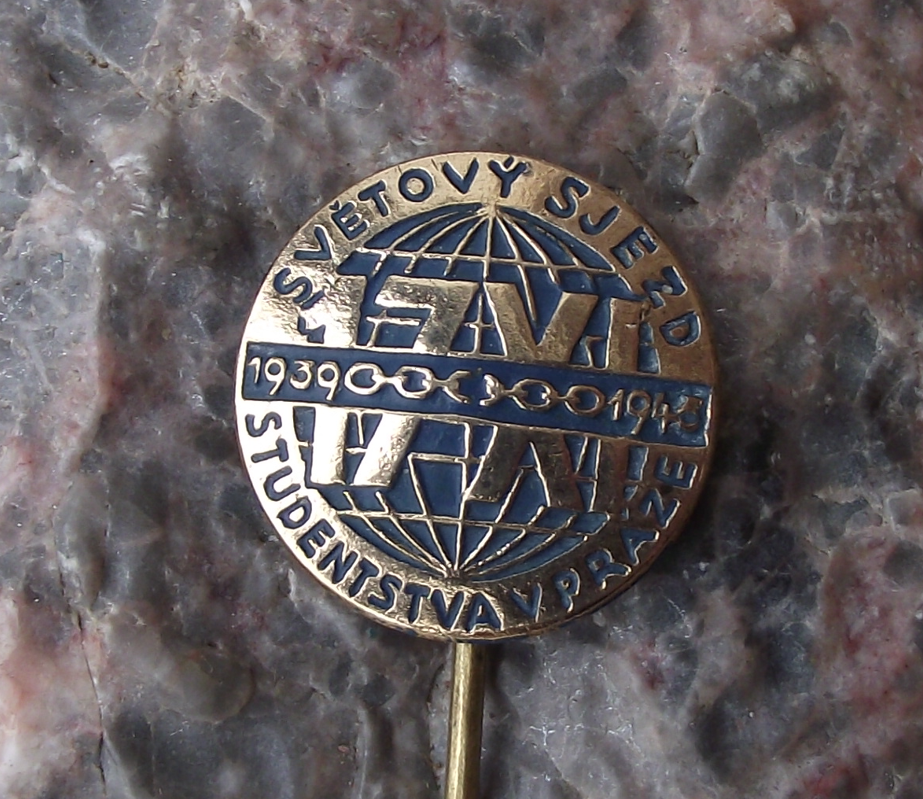 SVĚTOVÝ SJEZD
1939 1945
STUDENTSTVA V PRAZE